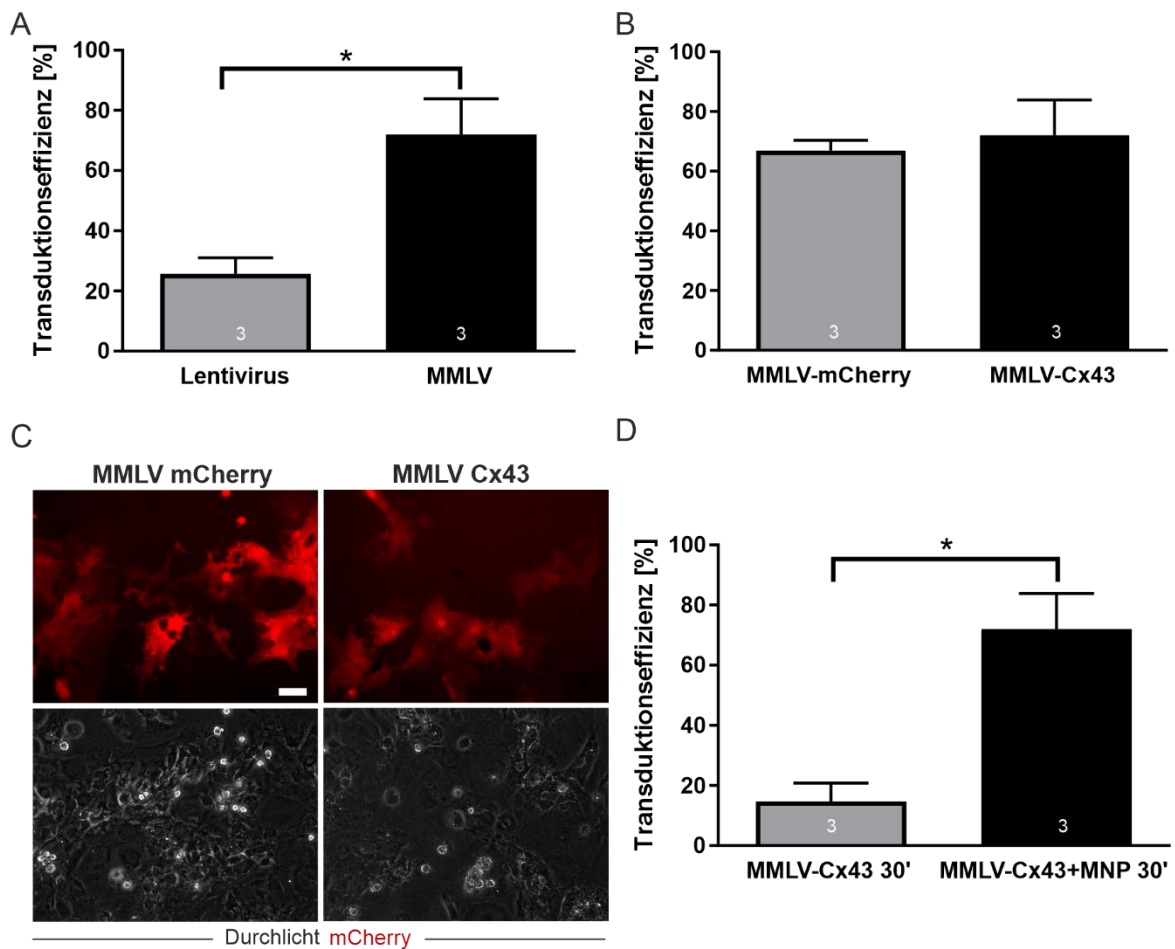 A
Transduktionseffizienz [%]
100
80
60
40
20
0
*
3
3
Lentivirus
MMLV
B
Transduktionseffizienz [%]
100
80
60
40
20
0
3
3
MMLV-mCherry
MMLV-Cx43
C
MMLV mCherry
MMLV Cx43
Durchlicht mCherry
D
Transduktionseffizienz [%]
100
80
60
40
20
0
*
3
3
MMLV-Cx43 30'
MMLV-Cx43+MNP 30'